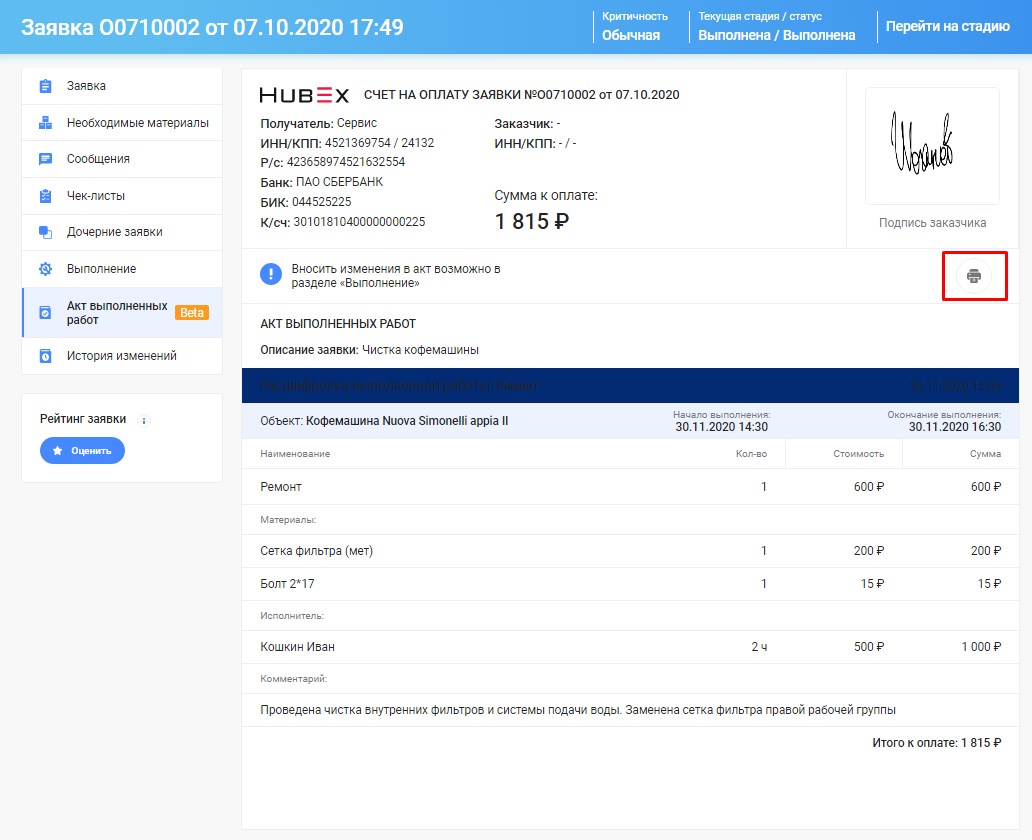 Заявка О0710002 от 07.10.2020 17:49
Критичность
Обычная
Текущая стадия / статус
Выполнена / Выполнена
Перейти на стадию
Заявка
Необходимые материалы
Сообщения
Чек-листы
Дочерние заявки
Выполнение
Акт выполненных
работ
Beta
История изменений
Рейтинг заявки
Оценить
HUBEX
СЧЕТ НА ОПЛАТУ ЗАЯВКИ №О0710002 от 07.10.2020
Получатель: Сервис
ИНН/КПП: 4521369754 / 24132
Р/с: 423658974521632554
Банк: ПАО СБЕРБАНК
БИК: 044525225
К/сч: 30101810400000000225
Заказчик: -
ИНН/КПП: - / -
Сумма к оплате:
1 815 ₽
Подпись заказчика
Вносить изменения в акт возможно в
разделе «Выполнение»
АКТ ВЫПОЛНЕННЫХ РАБОТ
Описание заявки: Чистка кофемашины
Расшифровка выполненной работы: Ремонт
Объект: Кофемашина Nuova Simonelli appia II
Начало выполнения:
30.11.2020 14:30
Окончание выполнения:
30.11.2020 16:30
Наименование Кол-во Стоимость Сумма
Ремонт 1 600 ₽ 600 ₽
Материалы:
Сетка фильтра (мет) 1 200 ₽ 200 ₽
Болт 2*17 1 15 ₽ 15 ₽
Исполнитель:
Кошкин Иван 2 ч 500 ₽ 1 000 ₽
Комментарий:
Проведена чистка внутренних фильтров и системы подачи воды. Заменена сетка фильтра правой рабочей группы
Итого к оплате: 1 815 ₽